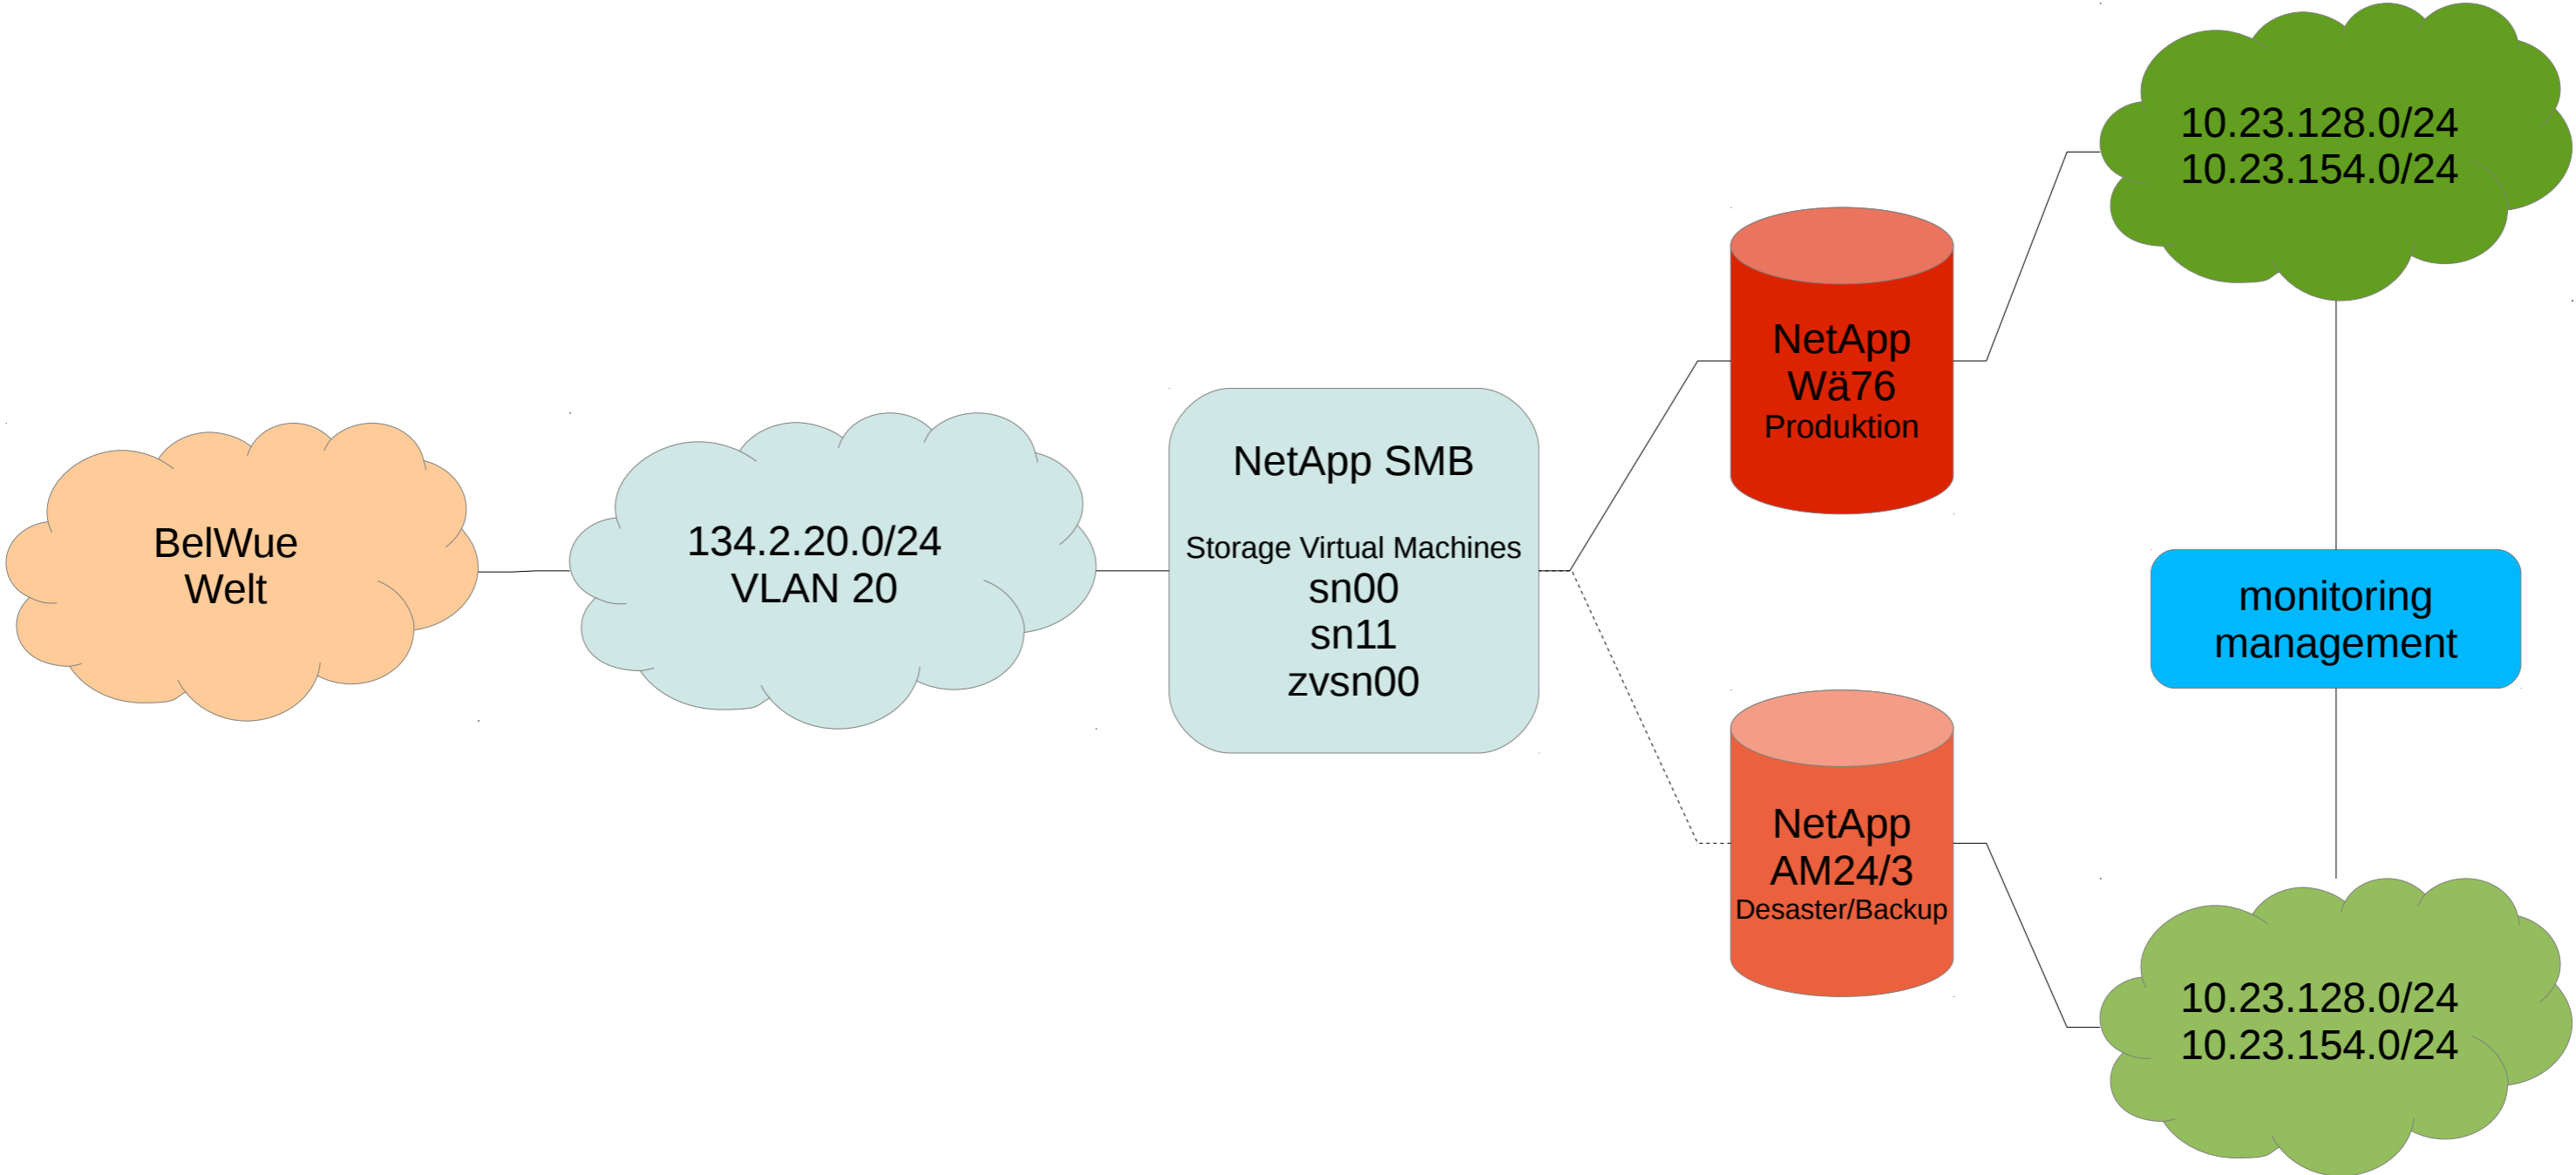 BelWue
Welt
134.2.20.0/24
VLAN 20
NetApp SMB
Storage Virtual Machines
sn00
sn11
zvsn00
NetApp
Wä76
Produktion
NetApp
AM24/3
Desaster/Backup
10.23.128.0/24
10.23.154.0/24
monitoring
management
10.23.128.0/24
10.23.154.0/24